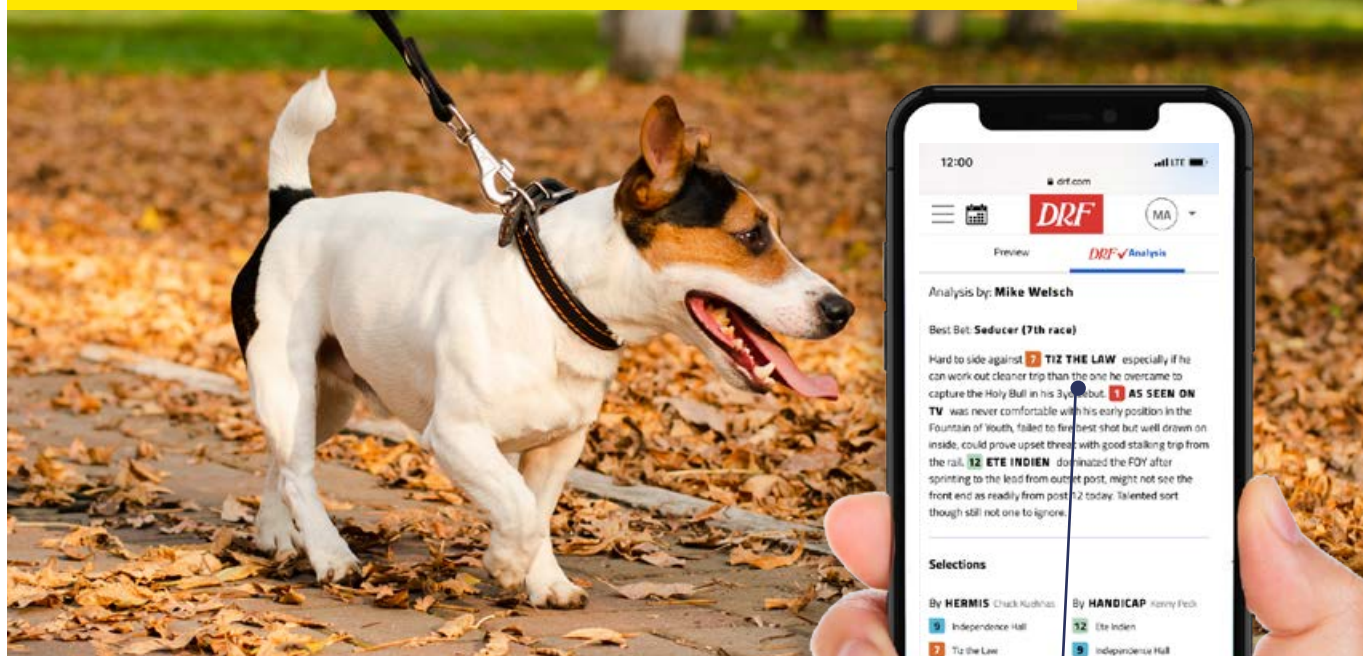 12:00
LTE
drf.com
DRF
MA
Preview
DRF Analysis
Analysis by: Mike Welsch
Best Bet: Seducer (7th race)
Hard to side against 7 TIZ THE LAW especially if he
can work out cleaner trip than the one he overcame to
capture the Holy Bull in his 3yo debut. 1 AS SEEN ON
TV was never comfortable with his early position in the
Fountain of Youth, failed to fire best shot but well drawn on
inside, could prove upset threat with good stalking trip from
the rail. 12 ETE INDIEN dominated the FOY after
sprinting to the lead from outset post, might not see the
front end as readily from post 12 today. Talented sort
though still not one to ignore.
Selections
By HERMIS Chuck
By HANDICAP Kenny Peck
9 Independence Hall
12 Ete Indien
7 Tiz the Law
9 Independence Hall